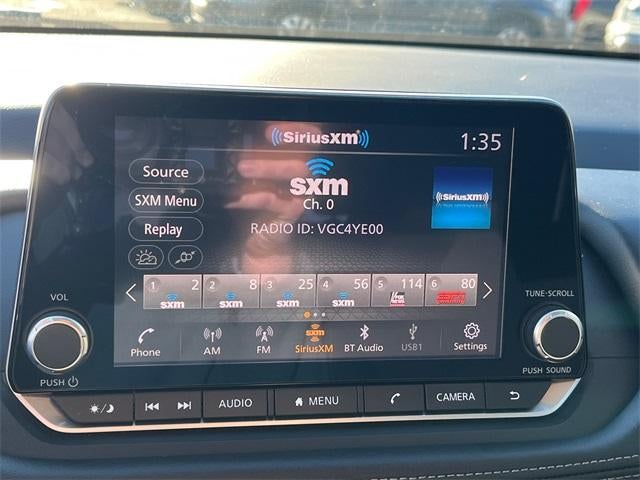 SiriusXM
1:35
sxm
Ch. 0
RADIO ID: VGC4YE00
SiriusXM
Source
SXM Menu
Replay
1 2 2 8 3 25 4 56 5 114 6 80
sxm sxm sxm sxm
Phone AM FM SiriusXM BT Audio USB1 Settings
VOL
PUSH
TUNE·SCROLL
PUSH SOUND
AUDIO MENU CAMERA